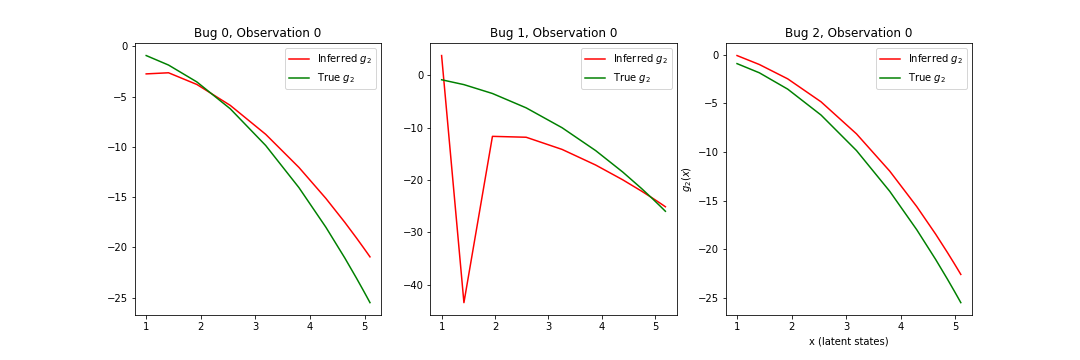 Bug 0, Observation 0
Inferred g₂
True g₂
0
−5
−10
−15
−20
−25
1 2 3 4 5
Bug 1, Observation 0
Inferred g₂
True g₂
0
−10
−20
−30
−40
1 2 3 4 5
Bug 2, Observation 0
Inferred g₂
True g₂
g₂(x)
0
−5
−10
−15
−20
−25
1 2 3 4 5
x (latent states)